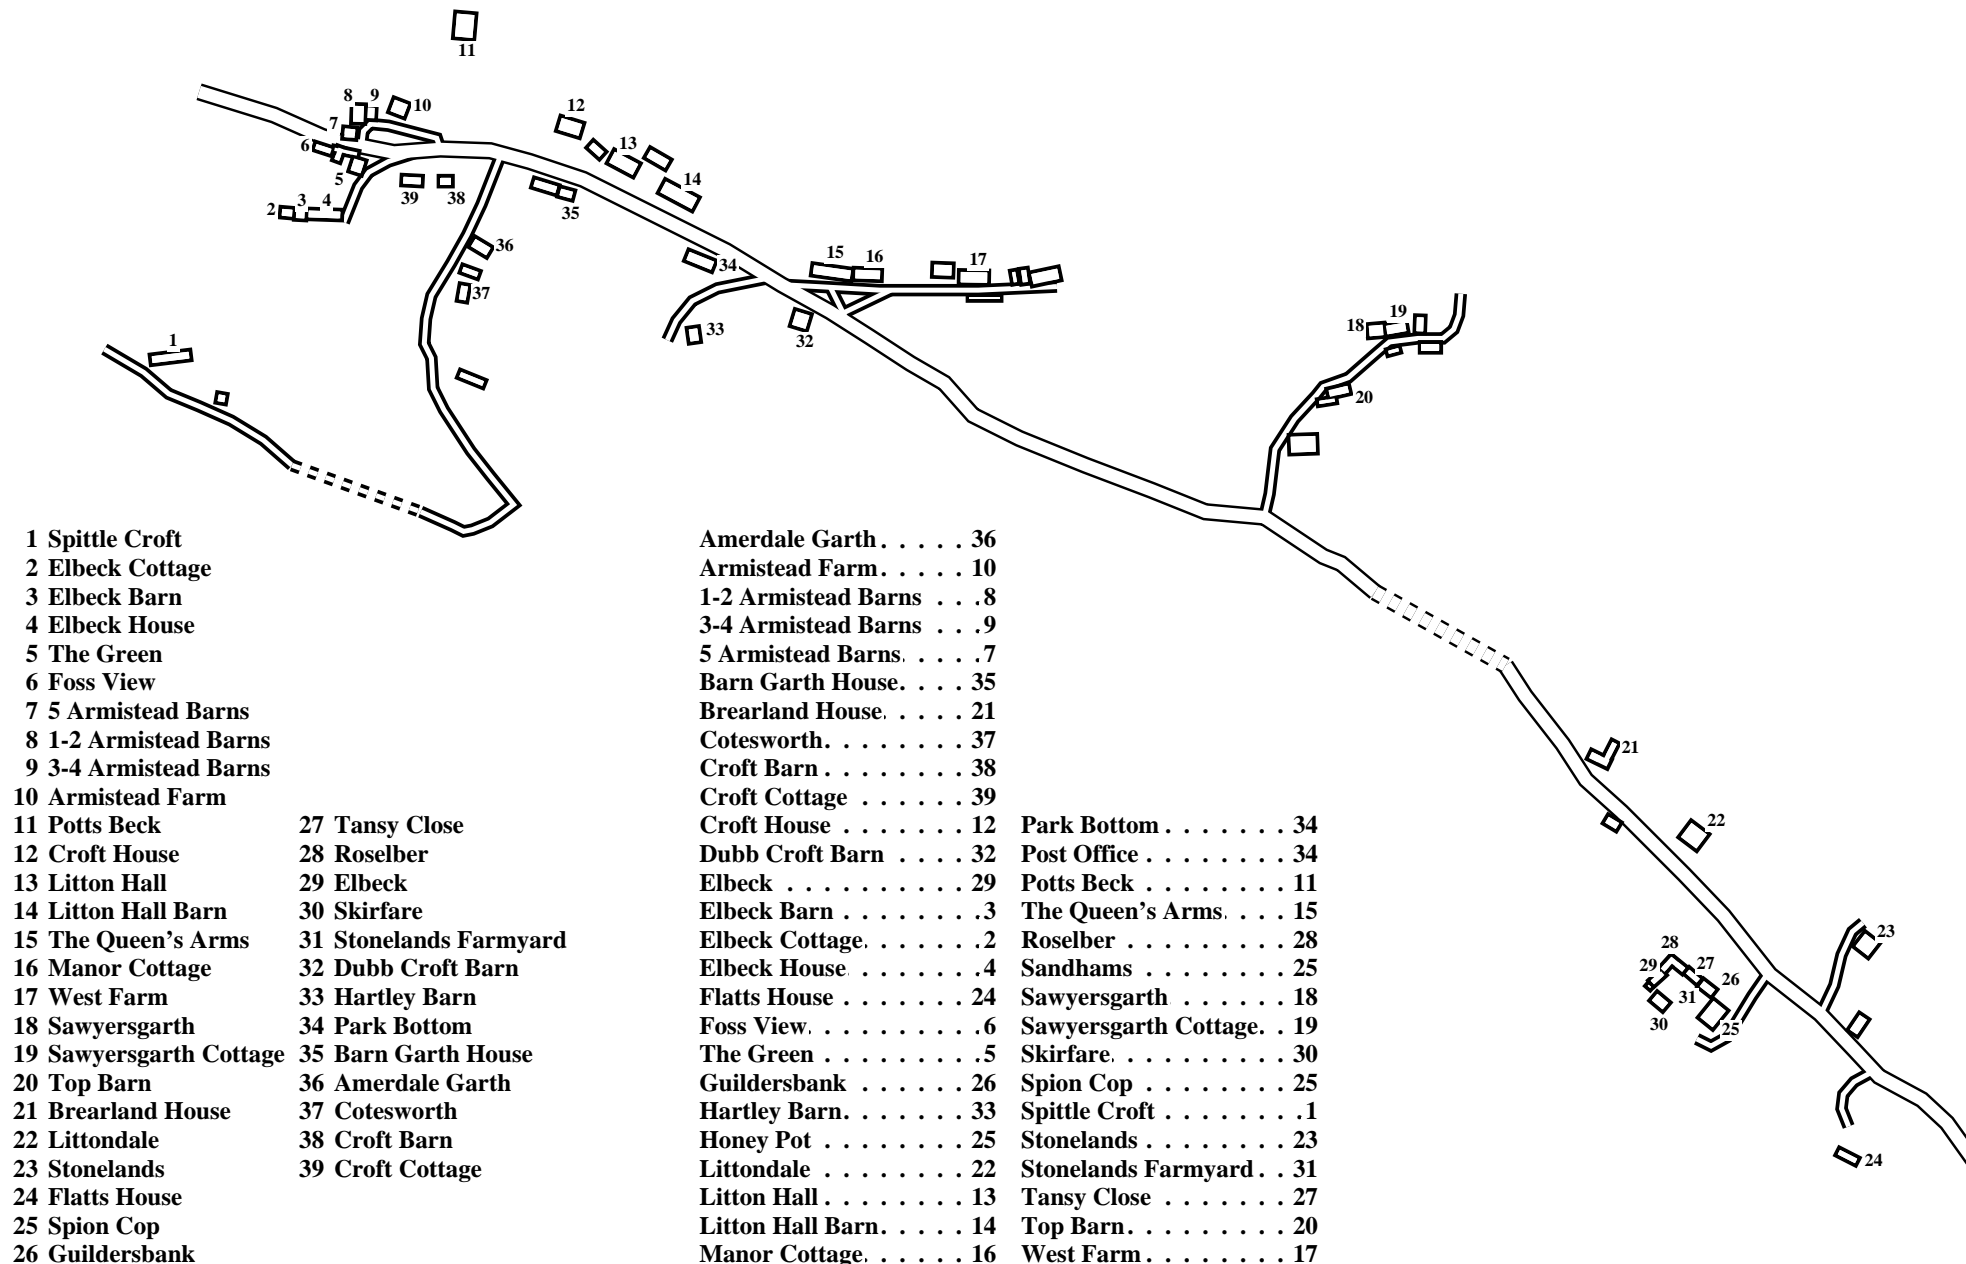 11
8 9 10
12
7
6
13
5
14
2 3 4
39 38
35
36
34
15 16 17
37
33
32
1
18 19
20
21
22
23
28
29 27
26
31
30
25
24
1 Spittle Croft
2 Elbeck Cottage
3 Elbeck Barn
4 Elbeck House
5 The Green
6 Foss View
7 5 Armistead Barns
8 1-2 Armistead Barns
9 3-4 Armistead Barns
10 Armistead Farm
11 Potts Beck
12 Croft House
13 Litton Hall
14 Litton Hall Barn
15 The Queen's Arms
16 Manor Cottage
17 West Farm
18 Sawyersgarth
19 Sawyersgarth Cottage
20 Top Barn
21 Brearland House
22 Littondale
23 Stonelands
24 Flatts House
25 Spion Cop
26 Guildersbank
27 Tansy Close
28 Roselber
29 Elbeck
30 Skirfare
31 Stonelands Farmyard
32 Dubb Croft Barn
33 Hartley Barn
34 Park Bottom
35 Barn Garth House
36 Amerdale Garth
37 Cotesworth
38 Croft Barn
39 Croft Cottage
Amerdale Garth . . . . . 36
Armistead Farm . . . . . 10
1-2 Armistead Barns . . . 8
3-4 Armistead Barns . . . 9
5 Armistead Barns . . . . . 7
Barn Garth House . . . . 35
Brearland House . . . . . 21
Cotesworth . . . . . . . . 37
Croft Barn . . . . . . . . 38
Croft Cottage . . . . . . 39
Croft House . . . . . . . 12
Dubb Croft Barn . . . . 32
Elbeck . . . . . . . . . . 29
Elbeck Barn . . . . . . . . 3
Elbeck Cottage . . . . . . . 2
Elbeck House . . . . . . . . 4
Flatts House . . . . . . . 24
Foss View . . . . . . . . . . 6
The Green . . . . . . . . . 5
Guildersbank . . . . . . 26
Hartley Barn . . . . . . . 33
Honey Pot . . . . . . . . 25
Littondale . . . . . . . . 22
Litton Hall . . . . . . . . 13
Litton Hall Barn . . . . . 14
Manor Cottage . . . . . . 16
Park Bottom . . . . . . . 34
Post Office . . . . . . . . 34
Potts Beck . . . . . . . . 11
The Queen's Arms . . . . 15
Roselber . . . . . . . . . 28
Sandhams . . . . . . . . 25
Sawyersgarth . . . . . . . 18
Sawyersgarth Cottage . . 19
Skirfare . . . . . . . . . . 30
Spion Cop . . . . . . . . 25
Spittle Croft . . . . . . . . 1
Stonelands . . . . . . . . 23
Stonelands Farmyard . . 31
Tansy Close . . . . . . . 27
Top Barn . . . . . . . . . 20
West Farm . . . . . . . . 17